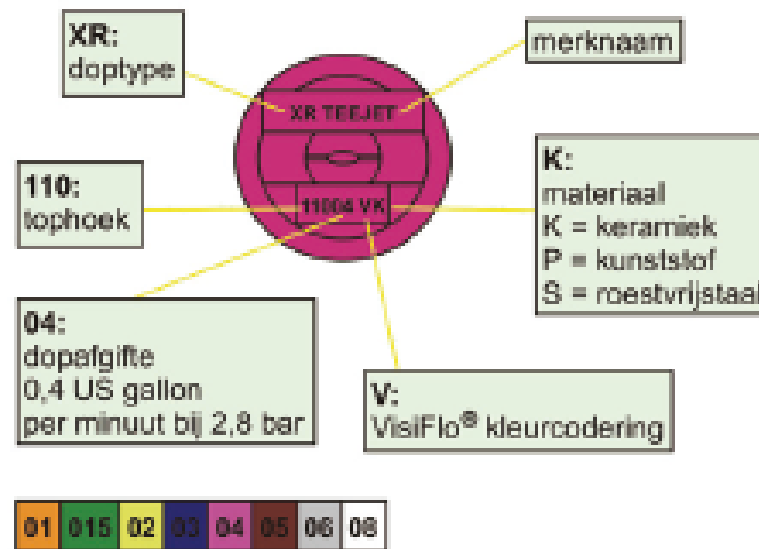 XR:
doptype
merknaam
XR TEEJET
110:
tophoek
11004 VK
K:
materiaal
K = keramiek
P = kunststof
S = roestvrijstaal
04:
dopafgifte
0,4 US gallon
per minuut bij 2,8 bar
V:
VisiFlo® kleurcodering
01 015 02 03 04 05 06 08